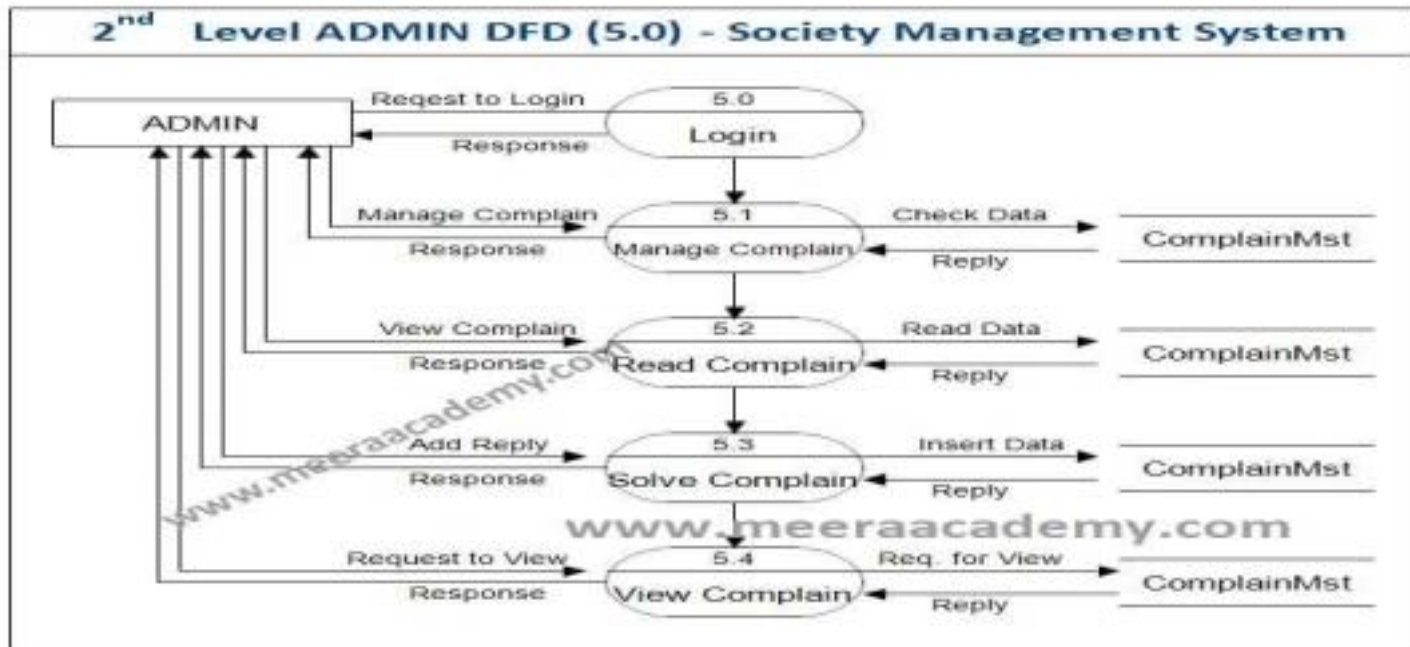 2nd Level ADMIN DFD (5.0) - Society Management System
ADMIN
Reqest to Login
Response
5.0
Login
Manage Complain
Response
5.1
Manage Complain
Check Data
Reply
ComplainMst
View Complain
Response
5.2
Read Complain
Read Data
Reply
ComplainMst
Add Reply
Response
5.3
Solve Complain
Insert Data
Reply
ComplainMst
Request to View
Response
5.4
View Complain
Req. for View
Reply
ComplainMst
www.meeraacademy.com
www.meeraacademy.com